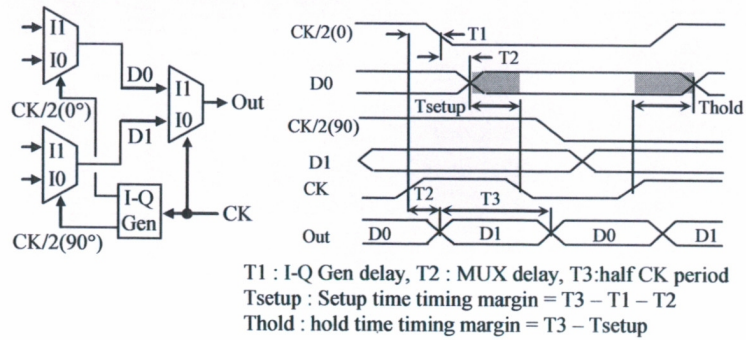 I1
I0
CK/2(0°)
D0
I1
I0
Out
D1
I1
I0
I-Q
Gen
CK
CK/2(90°)
CK/2(0)
T1
T2
D0
Tsetup
Thold
CK/2(90)
D1
CK
T2
T3
Out
D0
D1
D0
D1
T1 : I-Q Gen delay, T2 : MUX delay, T3:half CK period
Tsetup : Setup time timing margin = T3 – T1 – T2
Thold : hold time timing margin = T3 – Tsetup